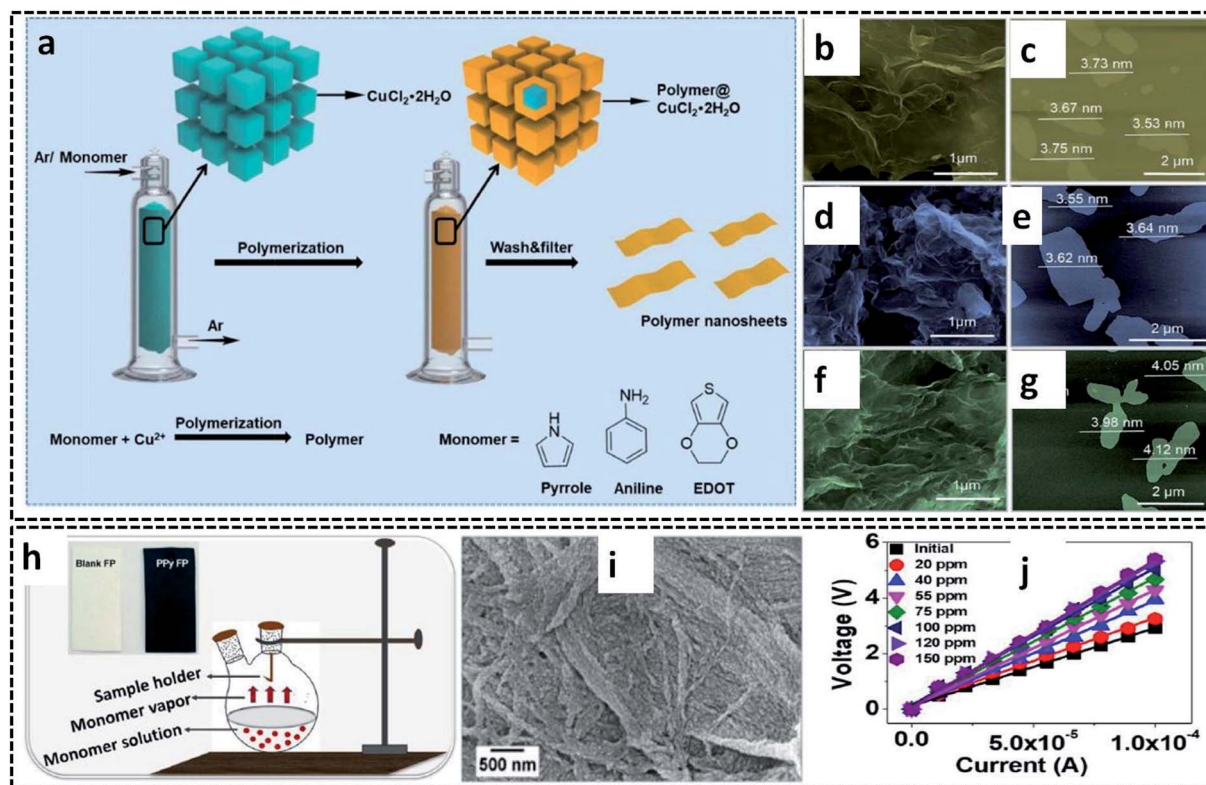 a
CuCl₂•2H₂O
Polymer@
CuCl₂•2H₂O
Ar/ Monomer
Polymerization
Wash&filter
Ar
Polymer nanosheets
Monomer + Cu²⁺
Polymerization
Polymer
Monomer =
H
N
NH₂
S
O
O
Pyrrole
Aniline
EDOT
b
1μm
c
3.73 nm
3.67 nm
3.53 nm
3.75 nm
2 μm
d
1μm
e
3.55 nm
3.64 nm
3.62 nm
2 μm
f
1μm
g
4.05 nm
3.98 nm
4.12 nm
2 μm
h
Blank FP
PPy FP
Sample holder
Monomer vapor
Monomer solution
i
500 nm
j
Initial
20 ppm
40 ppm
55 ppm
75 ppm
100 ppm
120 ppm
150 ppm
Voltage (V)
6
4
2
0
0.0
5.0x10⁻⁵
1.0x10⁻⁴
Current (A)